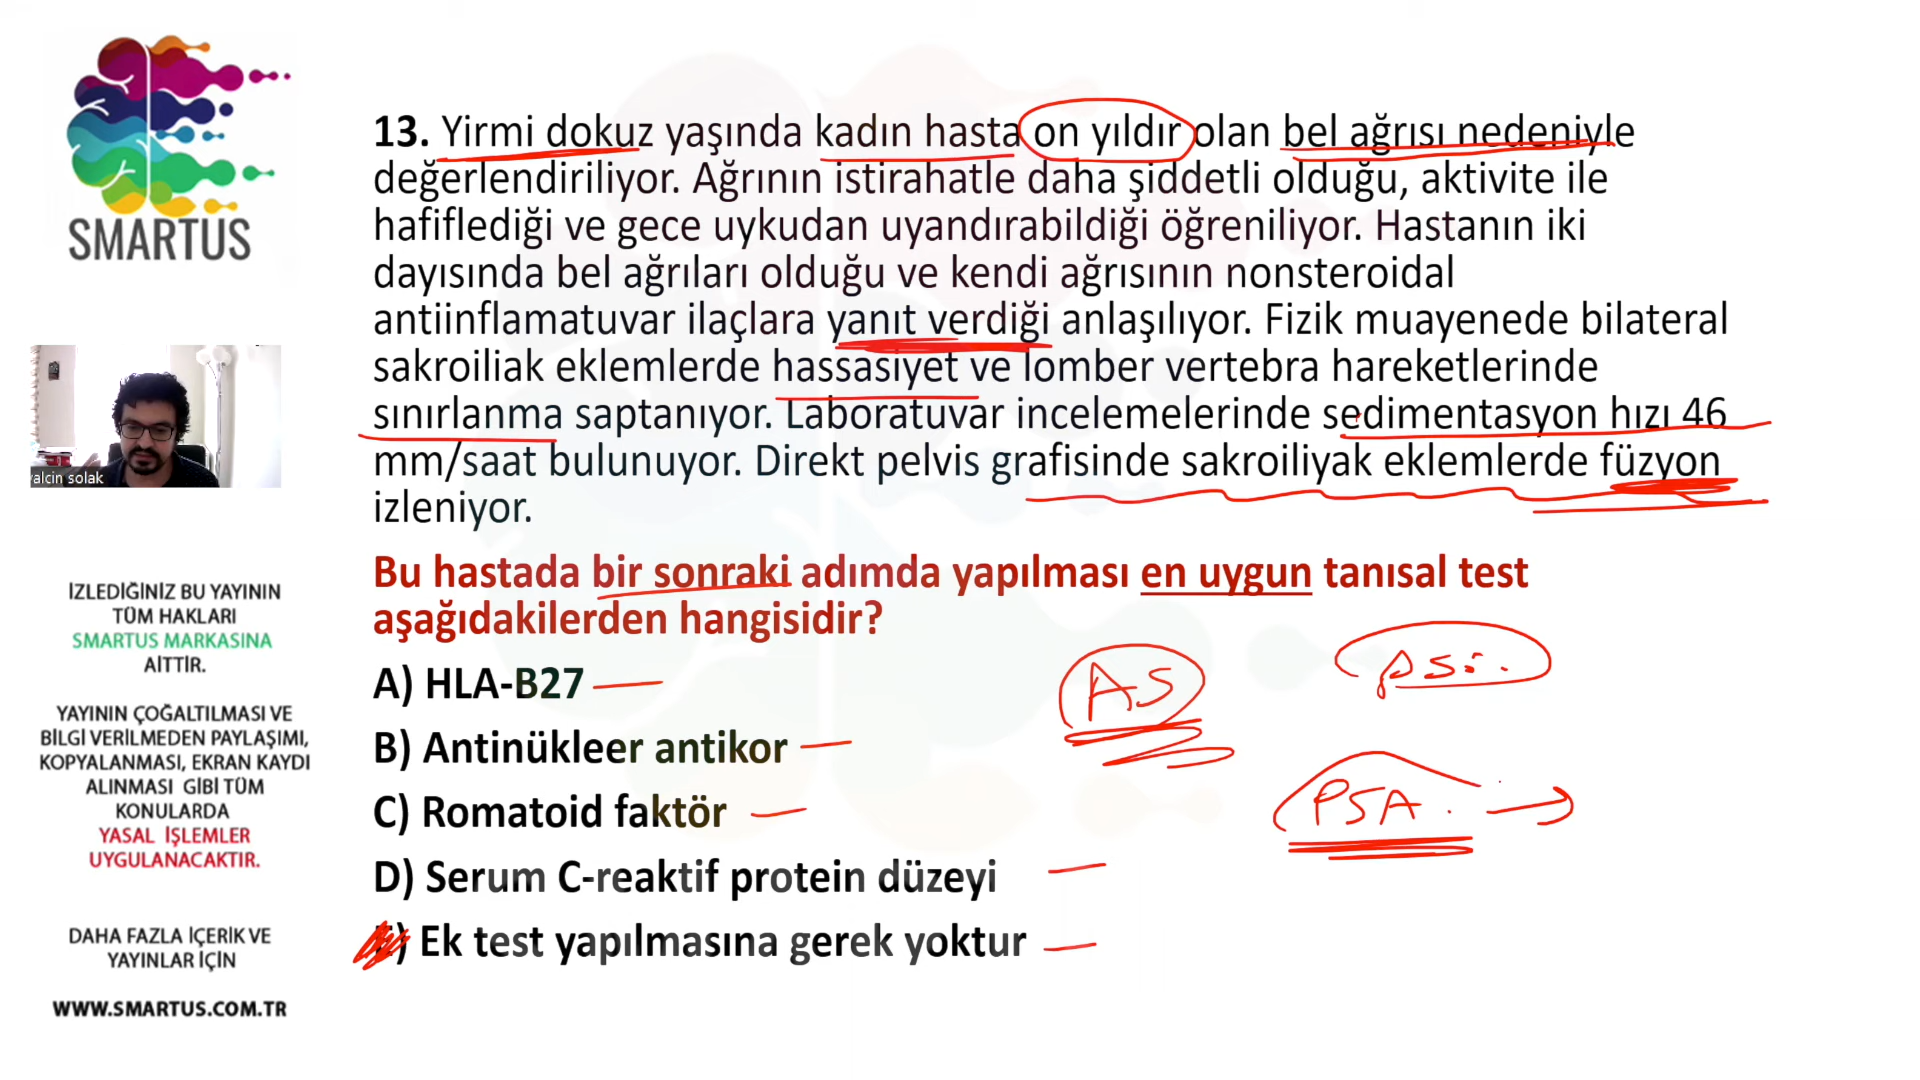 SMARTUS
13. Yirmi dokuz yaşında kadın hasta on yıldır olan bel ağrısı nedeniyle
değerlendiriliyor. Ağrının istirahatle daha şiddetli olduğu, aktivite ile
hafiflediği ve gece uykudan uyandırabildiği öğreniliyor. Hastanın iki
dayısında bel ağrıları olduğu ve kendi ağrısının nonsteroidal
antiinflamatuvar ilaçlara yanıt verdiği anlaşılıyor. Fizik muayenede bilateral
sakroiliak eklemlerde hassasiyet ve lomber vertebra hareketlerinde
sınırlanma saptanıyor. Laboratuvar incelemelerinde sedimentasyon hızı 46
mm/saat bulunuyor. Direkt pelvis grafisinde sakroiliyak eklemlerde füzyon
izleniyor.
Bu hastada bir sonraki adımda yapılması en uygun tanısal test
aşağıdakilerden hangisidir?
A) HLA-B27
B) Antinükleer antikor
C) Romatoid faktör
D) Serum C-reaktif protein düzeyi
E) Ek test yapılmasına gerek yoktur
AS
PSA
yalcin solak
İZLEDİĞİNİZ BU YAYININ
TÜM HAKLARI
SMARTUS MARKASINA
AİTTİR.
YAYININ ÇOĞALTILMASI VE
BİLGİ VERİLMEDEN PAYLAŞIMI,
KOPYALANMASI, EKRAN KAYDI
ALINMASI GİBİ TÜM
KONULARDA
YASAL İŞLEMLER
UYGULANACAKTIR.
DAHA FAZLA İÇERİK VE
YAYINLAR İÇİN
WWW.SMARTUS.COM.TR